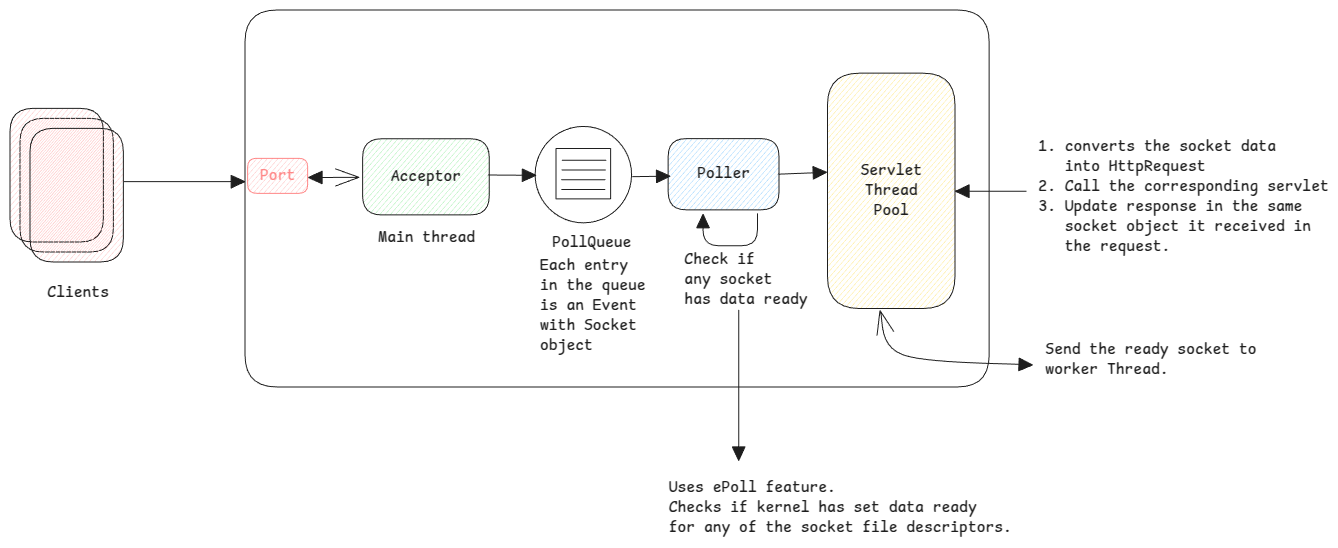 Clients
Port
Acceptor
Main thread
PollQueue
Each entry
in the queue
is an Event
with Socket
object
Poller
Check if
any socket
has data ready
Uses ePoll feature.
Checks if kernel has set data ready
for any of the socket file descriptors.
Servlet
Thread
Pool
1. converts the socket data
into HttpRequest
2. Call the corresponding servlet
3. Update response in the same
socket object it received in
the request.
Send the ready socket to
worker Thread.